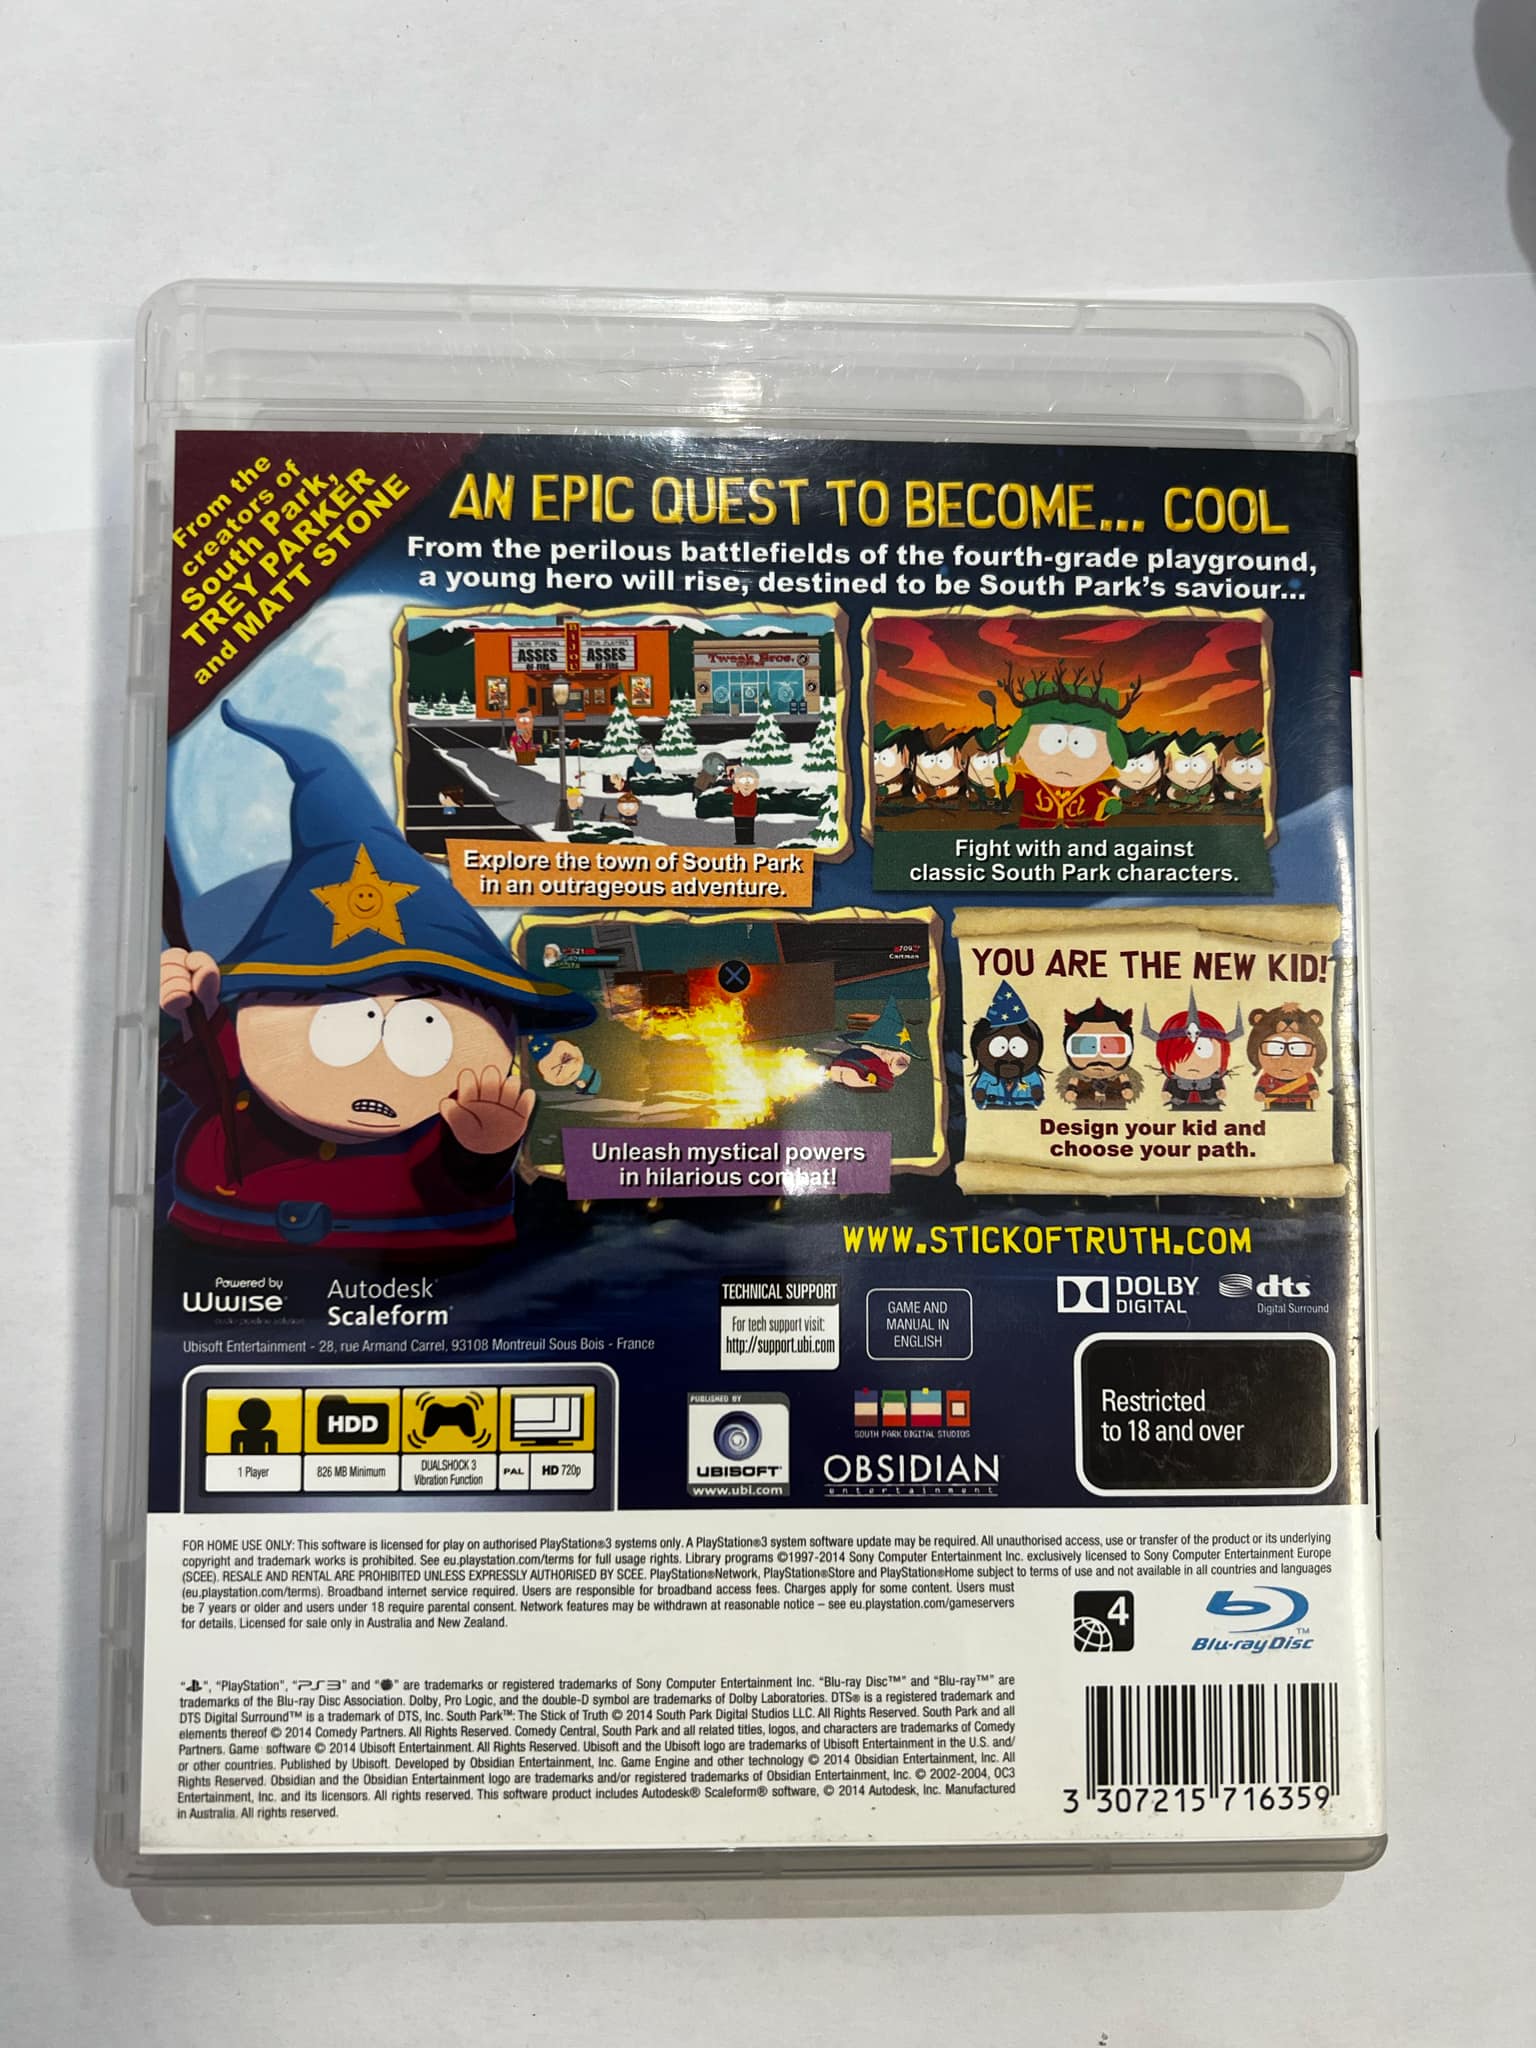 From the
creators of
South Park,
TREY PARKER
and MATT STONE
AN EPIC QUEST TO BECOME... COOL
From the perilous battlefields of the fourth-grade playground,
a young hero will rise, destined to be South Park's saviour...
BIJOU
NOW PLAYING
ASSES
OF FIRE
NOW PLAYING
ASSES
OF FIRE
Tweek Bros.
Explore the town of South Park
in an outrageous adventure.
Fight with and against
classic South Park characters.
Cartman
Unleash mystical powers
in hilarious combat!
YOU ARE THE NEW KID!
Design your kid and
choose your path.
WWW.STICKOFTRUTH.COM
Powered by
Wwise
Autodesk
Scaleform
Ubisoft Entertainment - 28, rue Armand Carrel, 93108 Montreuil Sous Bois - France
TECHNICAL SUPPORT
For tech support visit:
http://support.ubi.com
GAME AND
MANUAL IN
ENGLISH
DOLBY
DIGITAL
dts
Digital Surround
HDD
1 Player
826 MB Minimum
DUALSHOCK 3
Vibration Function
PAL
HD 720p
PUBLISHED BY
UBISOFT
www.ubi.com
SOUTH PARK DIGITAL STUDIOS
OBSIDIAN
entertainment
Restricted
to 18 and over
FOR HOME USE ONLY: This software is licensed for play on authorised PlayStation®3 systems only. A PlayStation®3 system software update may be required. All unauthorised access, use or transfer of the product or its underlying
copyright and trademark works is prohibited. See eu.playstation.com/terms for full usage rights. Library programs ©1997-2014 Sony Computer Entertainment Inc. exclusively licensed to Sony Computer Entertainment Europe
(SCEE). RESALE AND RENTAL ARE PROHIBITED UNLESS EXPRESSLY AUTHORISED BY SCEE. PlayStation®Network, PlayStation®Store and PlayStation®Home subject to terms of use and not available in all countries and languages
(eu.playstation.com/terms). Broadband internet service required. Users are responsible for broadband access fees. Charges apply for some content. Users must
be 7 years or older and users under 18 require parental consent. Network features may be withdrawn at reasonable notice – see eu.playstation.com/gameservers
for details. Licensed for sale only in Australia and New Zealand.
4
Blu-ray Disc™
"", "PlayStation", "PS3" and "" are trademarks or registered trademarks of Sony Computer Entertainment Inc. "Blu-ray Disc™" and "Blu-ray™" are
trademarks of the Blu-ray Disc Association. Dolby, Pro Logic, and the double-D symbol are trademarks of Dolby Laboratories. DTS® is a registered trademark and
DTS Digital Surround™ is a trademark of DTS, Inc. South Park™: The Stick of Truth © 2014 South Park Digital Studios LLC. All Rights Reserved. South Park and all
elements thereof © 2014 Comedy Partners. All Rights Reserved. Comedy Central, South Park and all related titles, logos, and characters are trademarks of Comedy
Partners. Game software © 2014 Ubisoft Entertainment. All Rights Reserved. Ubisoft and the Ubisoft logo are trademarks of Ubisoft Entertainment in the U.S. and/
or other countries. Published by Ubisoft. Developed by Obsidian Entertainment, Inc. Game Engine and other technology © 2014 Obsidian Entertainment, Inc. All
Rights Reserved. Obsidian and the Obsidian Entertainment logo are trademarks and/or registered trademarks of Obsidian Entertainment, Inc. © 2002-2004, OC3
Entertainment, Inc. and its licensors. All rights reserved. This software product includes Autodesk® Scaleform® software, © 2014 Autodesk, Inc. Manufactured
in Australia. All rights reserved.
3 307215 716359